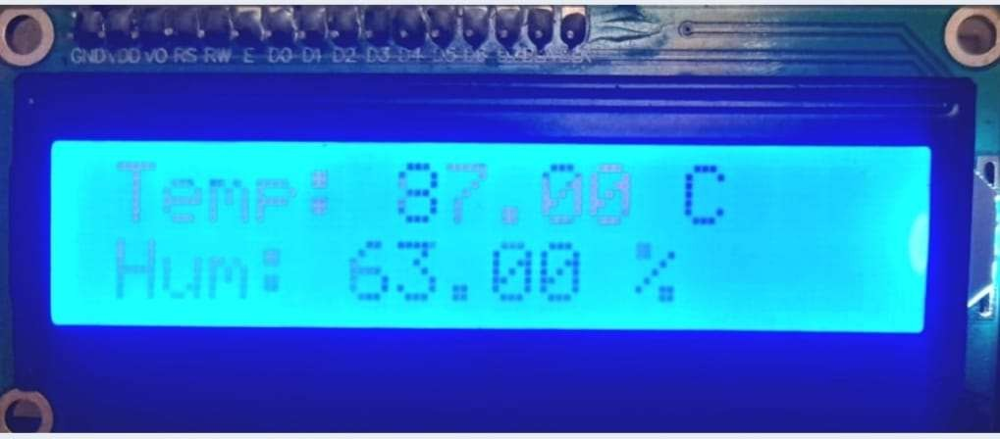 GND VDD VO RS RW E D0 D1 D2 D3 D4 D5 D6
Temp: 87.00 C
Hum: 63.00 %